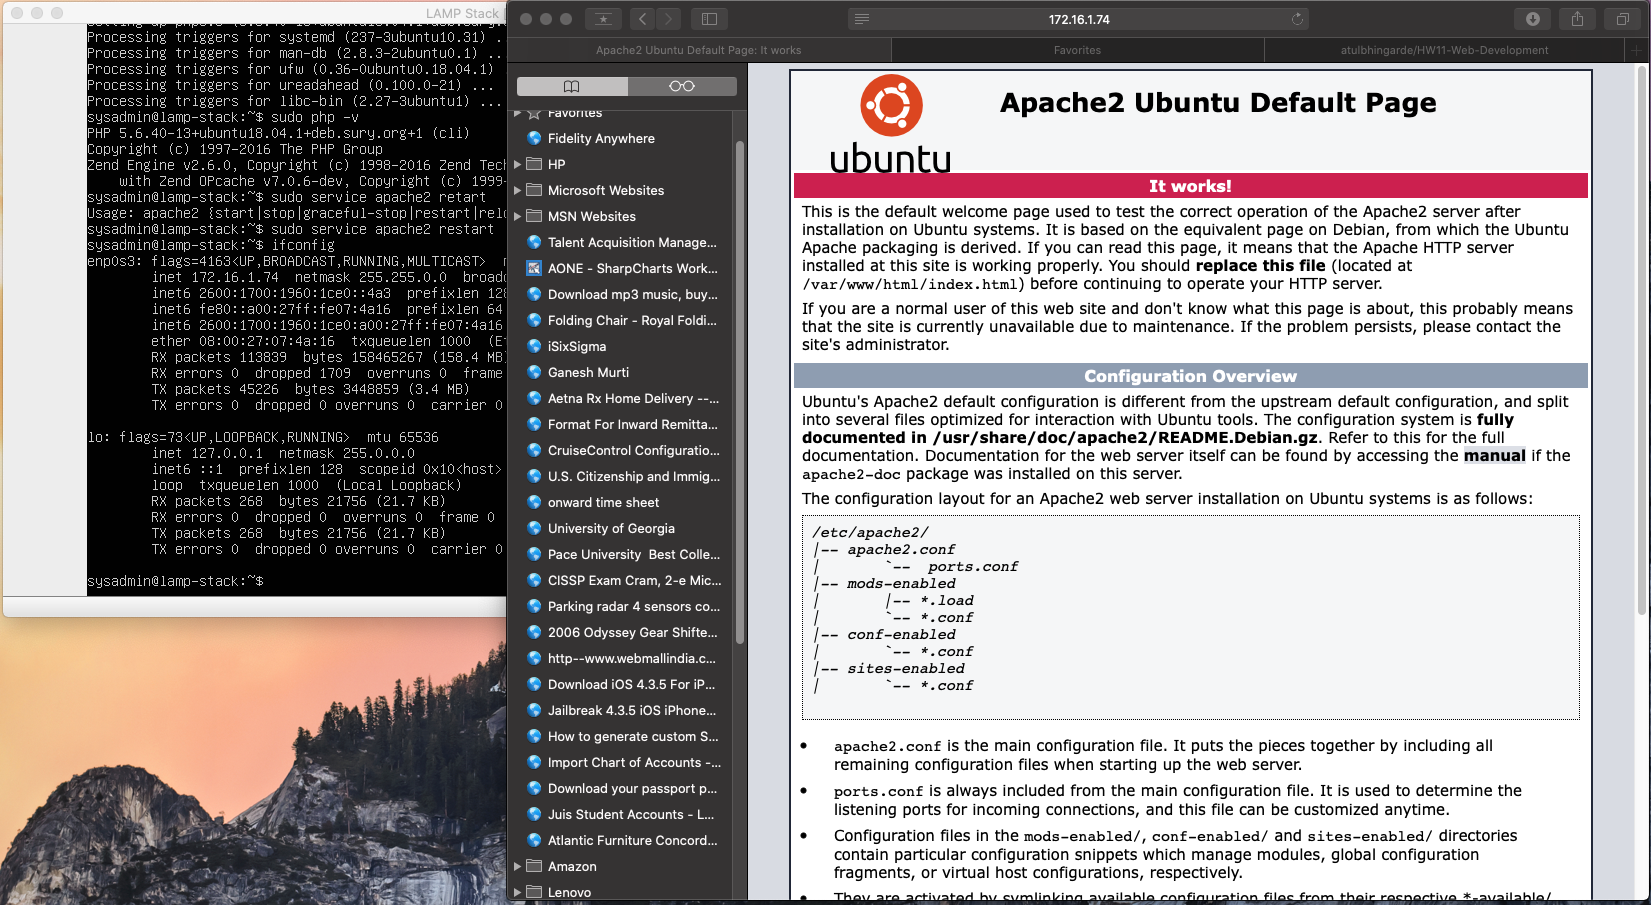 LAMP Stack
Processing triggers for systemd (237-3ubuntu10.31) ..
Processing triggers for man-db (2.8.3-2ubuntu0.1) ...
Processing triggers for ufw (0.36-0ubuntu0.18.04.1)
Processing triggers for ureadahead (0.100.0-21) ...
Processing triggers for libc-bin (2.27-3ubuntu1) ...
sysadmin@lamp-stack:~$ sudo php -v
PHP 5.6.40-13+ubuntu18.04.1+deb.sury.org+1 (cli)
Copyright (c) 1997-2016 The PHP Group
Zend Engine v2.6.0, Copyright (c) 1998-2016 Zend Tec
with Zend OPcache v7.0.6-dev, Copyright (c) 1999-
sysadmin@lamp-stack:~$ sudo service apache2 retart
Usage: apache2 {start|stop|graceful-stop|restart|relo
sysadmin@lamp-stack:~$ sudo service apache2 restart
sysadmin@lamp-stack:~$ ifconfig
enp0s3: flags=4163<UP,BROADCAST,RUNNING,MULTICAST>
inet 172.16.1.74 netmask 255.255.0.0 broad
inet6 2600:1700:1960:1ce0::4a3 prefixlen 128
inet6 fe80::a00:27ff:fe07:4a16 prefixlen 64
inet6 2600:1700:1960:1ce0:a00:27ff:fe07:4a16
ether 08:00:27:07:4a:16 txqueuelen 1000 (E
RX packets 113839 bytes 158465267 (158.4 MB)
RX errors 0 dropped 1709 overruns 0 frame
TX packets 45226 bytes 3448859 (3.4 MB)
TX errors 0 dropped 0 overruns 0 carrier 0
lo: flags=73<UP,LOOPBACK,RUNNING> mtu 65536
inet 127.0.0.1 netmask 255.0.0.0
inet6 ::1 prefixlen 128 scopeid 0x10<host>
loop txqueuelen 1000 (Local Loopback)
RX packets 268 bytes 21756 (21.7 KB)
RX errors 0 dropped 0 overruns 0 frame 0
TX packets 268 bytes 21756 (21.7 KB)
TX errors 0 dropped 0 overruns 0 carrier 0
sysadmin@lamp-stack:~$
172.16.1.74
Apache2 Ubuntu Default Page: It works
Favorites
atulbhingarde/HW11-Web-Development
Favorites
Fidelity Anywhere
HP
Microsoft Websites
MSN Websites
Talent Acquisition Manage...
AONE - SharpCharts Work...
Download mp3 music, buy...
Folding Chair - Royal Foldi...
iSixSigma
Ganesh Murti
Aetna Rx Home Delivery --...
Format For Inward Remitta...
CruiseControl Configuratio...
U.S. Citizenship and Immig...
onward time sheet
University of Georgia
Pace University Best Colle...
CISSP Exam Cram, 2-e Mic...
Parking radar 4 sensors co...
2006 Odyssey Gear Shifte...
http--www.webmallindia.c...
Download iOS 4.3.5 For iP...
Jailbreak 4.3.5 iOS iPhone...
How to generate custom S...
Import Chart of Accounts -...
Download your passport p...
Juis Student Accounts - L...
Atlantic Furniture Concord...
Amazon
Lenovo
ubuntu
Apache2 Ubuntu Default Page
It works!
This is the default welcome page used to test the correct operation of the Apache2 server after
installation on Ubuntu systems. It is based on the equivalent page on Debian, from which the Ubuntu
Apache packaging is derived. If you can read this page, it means that the Apache HTTP server
installed at this site is working properly. You should replace this file (located at
/var/www/html/index.html) before continuing to operate your HTTP server.
If you are a normal user of this web site and don't know what this page is about, this probably means
that the site is currently unavailable due to maintenance. If the problem persists, please contact the
site's administrator.
Configuration Overview
Ubuntu's Apache2 default configuration is different from the upstream default configuration, and split
into several files optimized for interaction with Ubuntu tools. The configuration system is fully
documented in /usr/share/doc/apache2/README.Debian.gz. Refer to this for the full
documentation. Documentation for the web server itself can be found by accessing the manual if the
apache2-doc package was installed on this server.
The configuration layout for an Apache2 web server installation on Ubuntu systems is as follows:
/etc/apache2/
|-- apache2.conf
|       `--  ports.conf
|-- mods-enabled
|       |-- *.load
|       `-- *.conf
|-- conf-enabled
|       `-- *.conf
|-- sites-enabled
|       `-- *.conf
• apache2.conf is the main configuration file. It puts the pieces together by including all
remaining configuration files when starting up the web server.
• ports.conf is always included from the main configuration file. It is used to determine the
listening ports for incoming connections, and this file can be customized anytime.
• Configuration files in the mods-enabled/, conf-enabled/ and sites-enabled/ directories
contain particular configuration snippets which manage modules, global configuration
fragments, or virtual host configurations, respectively.
• They are activated by symlinking available configuration files from their respective *-available/